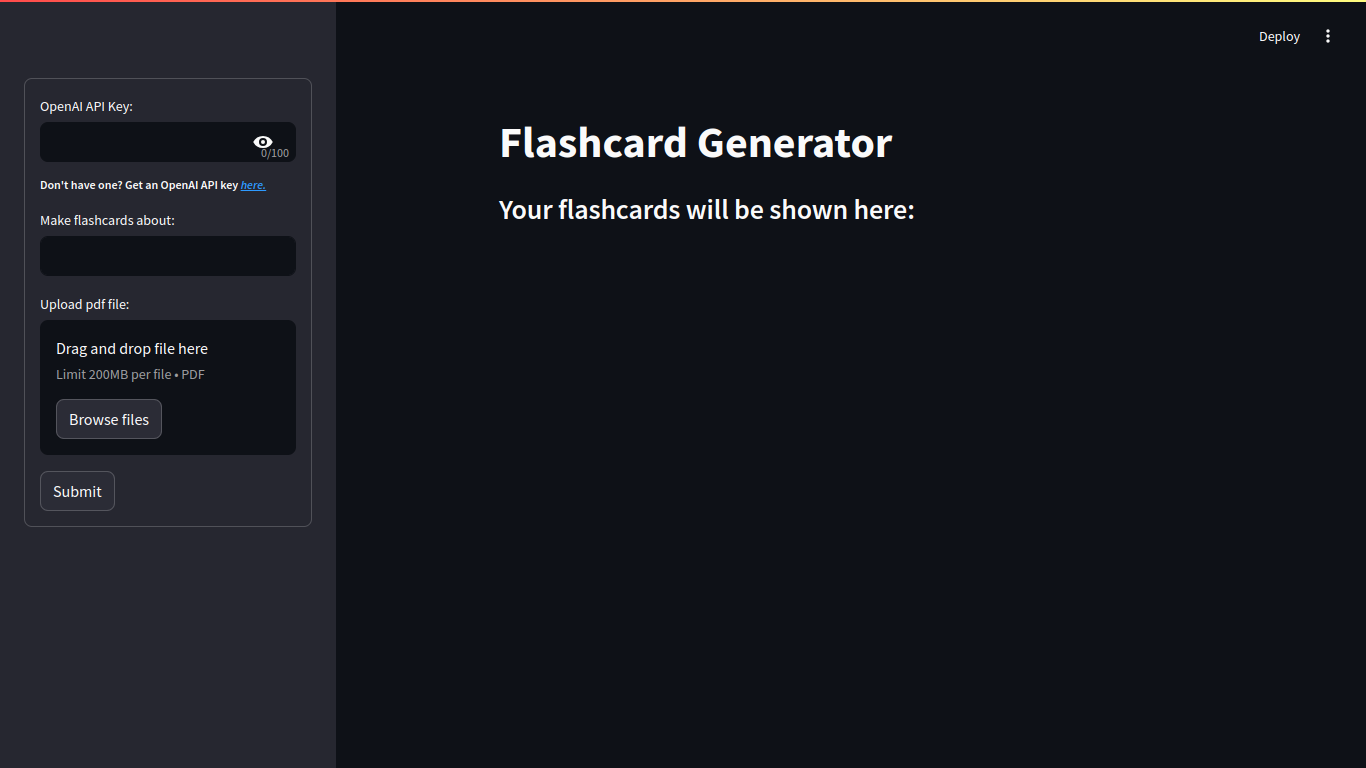 Deploy
OpenAI API Key:
0/100
Don't have one? Get an OpenAI API key here.
Make flashcards about:
Upload pdf file:
Drag and drop file here
Limit 200MB per file • PDF
Browse files
Submit
Flashcard Generator
Your flashcards will be shown here: